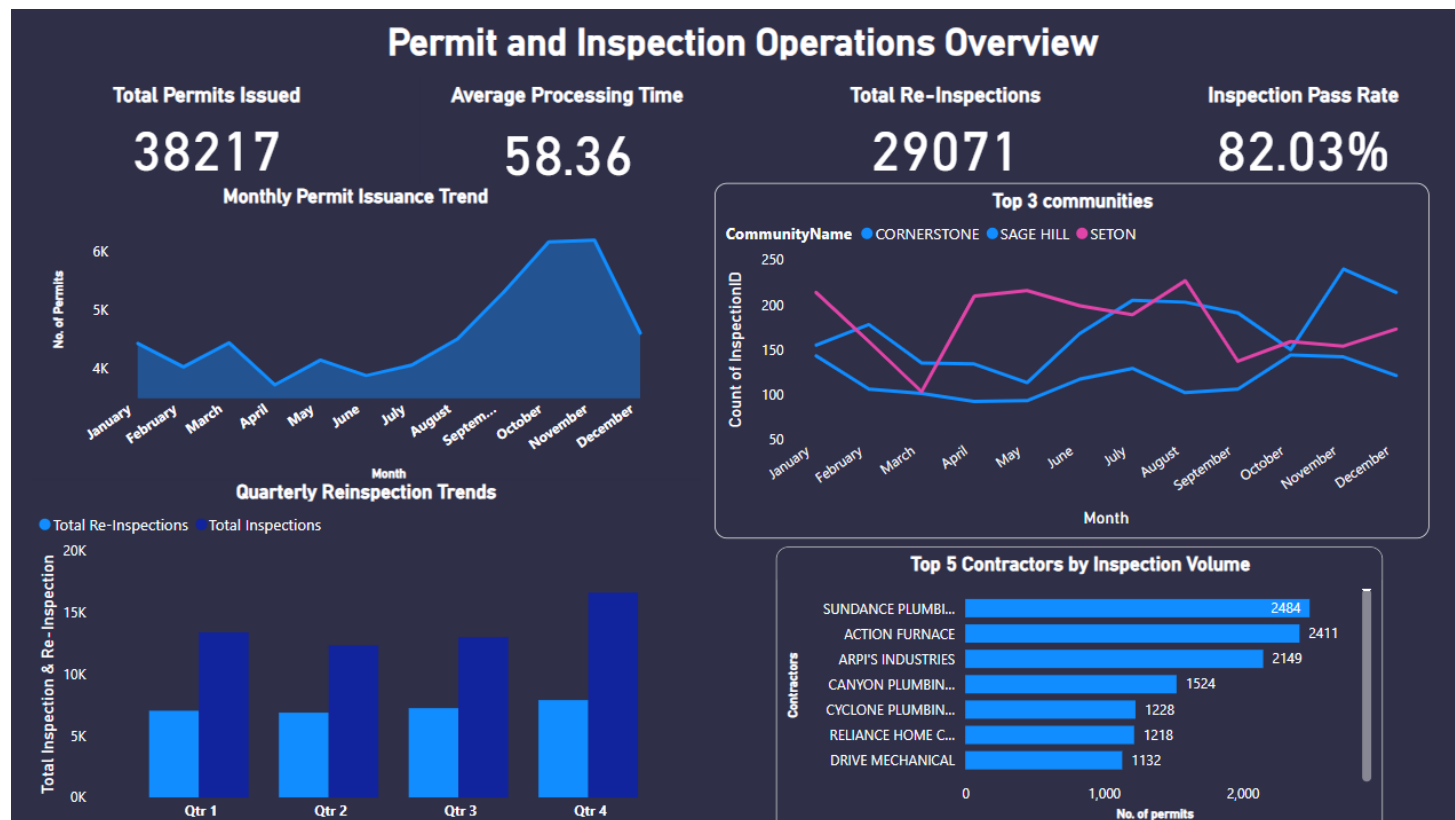 Permit and Inspection Operations Overview
Total Permits Issued
38217
Average Processing Time
58.36
Total Re-Inspections
29071
Inspection Pass Rate
82.03%
Monthly Permit Issuance Trend
No. of Permits
6K
5K
4K
January
February
March
April
May
June
July
August
Septem...
October
November
December
Month
Top 3 communities
CommunityName CORNERSTONE SAGE HILL SETON
Count of InspectionID
250
200
150
100
50
January
February
March
April
May
June
July
August
September
October
November
December
Month
Quarterly Reinspection Trends
Total Re-Inspections Total Inspections
Total Inspection & Re-Inspection
20K
15K
10K
5K
0K
Qtr 1 Qtr 2 Qtr 3 Qtr 4
Top 5 Contractors by Inspection Volume
Contractors
SUNDANCE PLUMBI... 2484
ACTION FURNACE 2411
ARPI'S INDUSTRIES 2149
CANYON PLUMBIN... 1524
CYCLONE PLUMBIN... 1228
RELIANCE HOME C... 1218
DRIVE MECHANICAL 1132
0 1,000 2,000
No. of permits